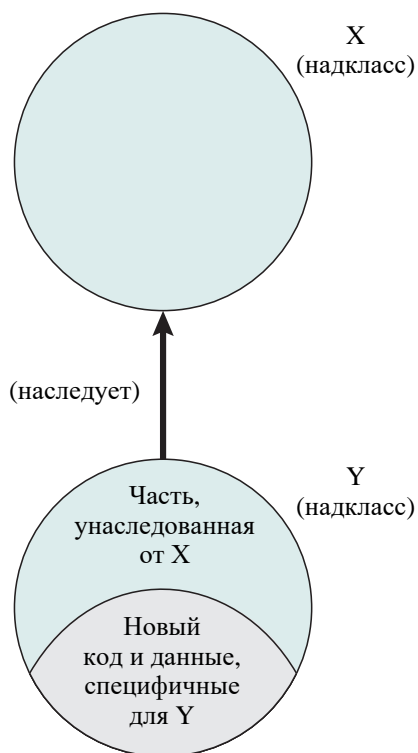 X
(надкласс)
(наследует)
Y
(надкласс)
Часть,
унаследованная
от X
Новый
код и данные,
специфичные
для Y